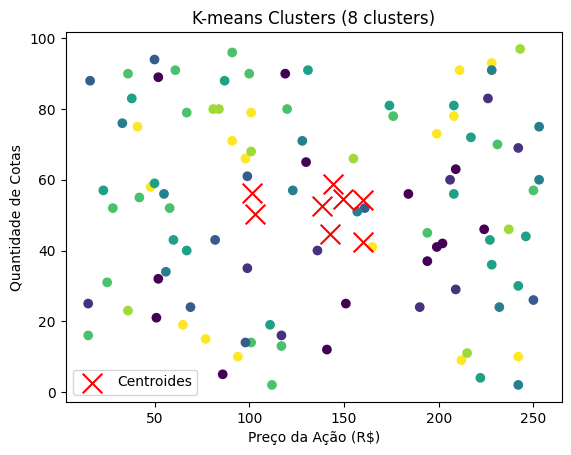 K-means Clusters (8 clusters)
100
80
60
40
20
0
Quantidade de Cotas
Centroides
50
100
150
200
250
Preço da Ação (R$)